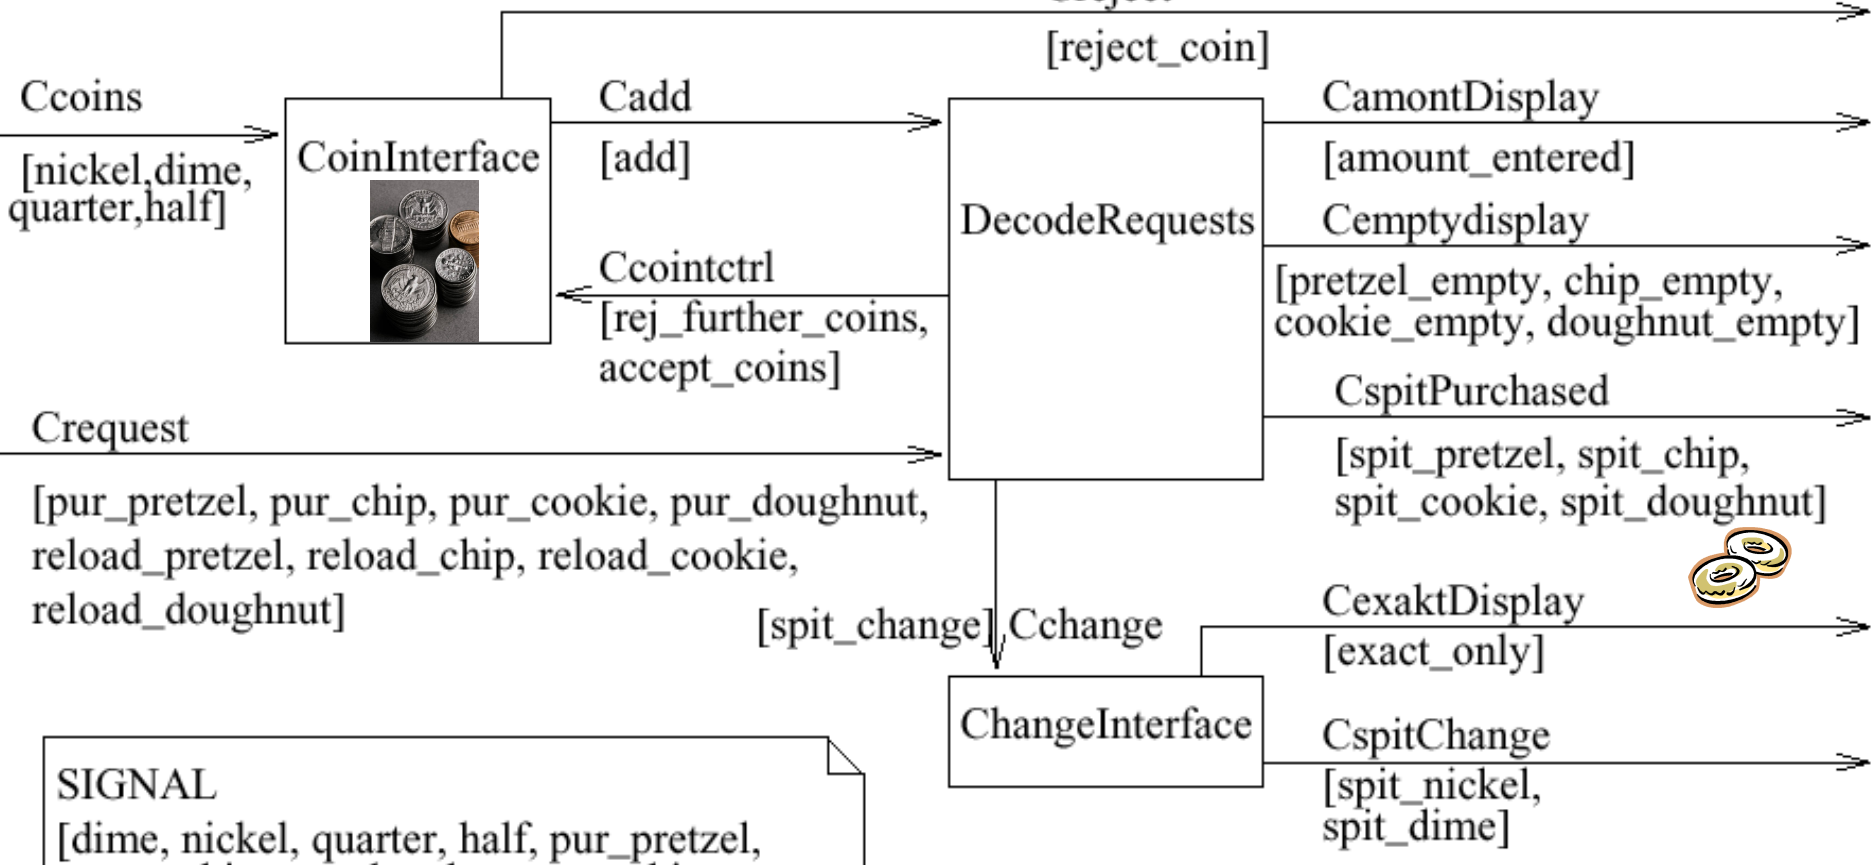 [reject_coin]
Ccoins
[nickel,dime,
quarter,half]
CoinInterface
Cadd
[add]
Ccointctrl
[rej_further_coins,
accept_coins]
DecodeRequests
CamontDisplay
[amount_entered]
Cemptydisplay
[pretzel_empty, chip_empty,
cookie_empty, doughnut_empty]
CspitPurchased
[spit_pretzel, spit_chip,
spit_cookie, spit_doughnut]
Crequest
[pur_pretzel, pur_chip, pur_cookie, pur_doughnut,
reload_pretzel, reload_chip, reload_cookie,
reload_doughnut]
[spit_change] Cchange
CexaktDisplay
[exact_only]
ChangeInterface
CspitChange
[spit_nickel,
spit_dime]
SIGNAL
[dime, nickel, quarter, half, pur_pretzel,